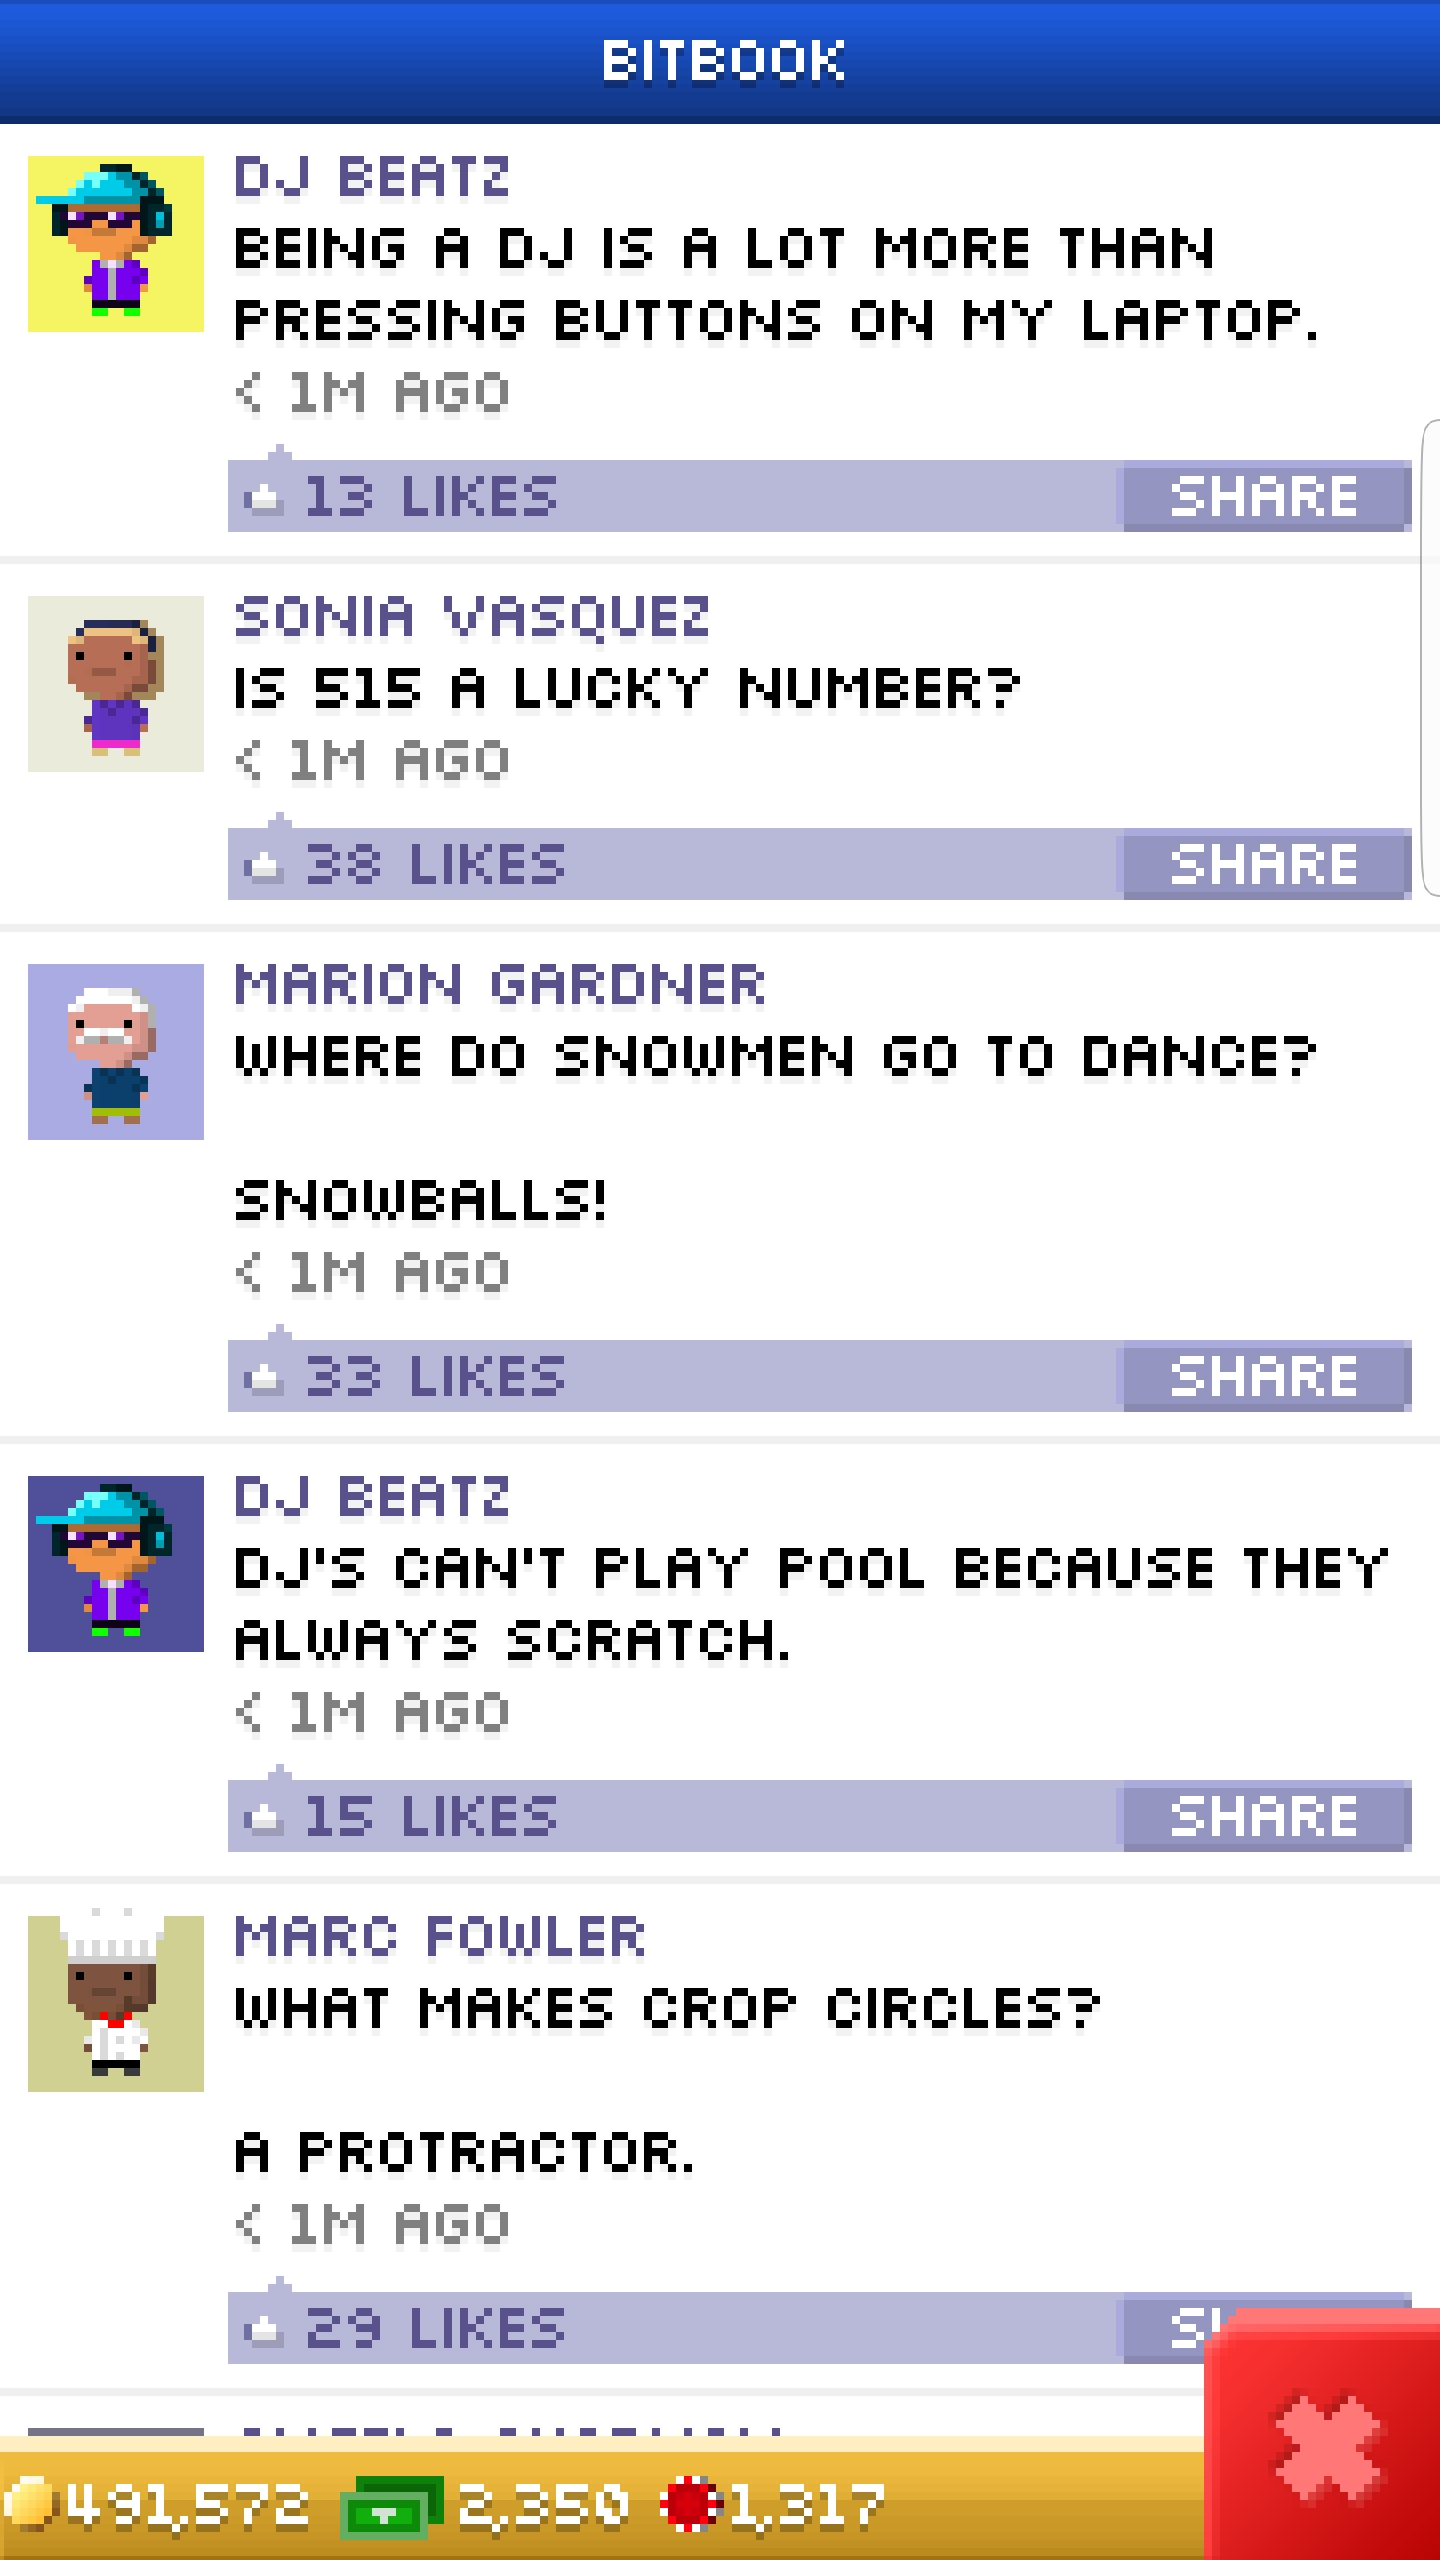 BITBOOK
DJ BEATZ
BEING A DJ IS A LOT MORE THAN
PRESSING BUTTONS ON MY LAPTOP.
< 1M AGO
13 LIKES
SHARE
SONIA VASQUEZ
IS 515 A LUCKY NUMBER?
< 1M AGO
38 LIKES
SHARE
MARION GARDNER
WHERE DO SNOWMEN GO TO DANCE?
SNOWBALLS!
< 1M AGO
33 LIKES
SHARE
DJ BEATZ
DJ'S CAN'T PLAY POOL BECAUSE THEY
ALWAYS SCRATCH.
< 1M AGO
15 LIKES
SHARE
MARC FOWLER
WHAT MAKES CROP CIRCLES?
A PROTRACTOR.
< 1M AGO
29 LIKES
491,572 2,350 1,317